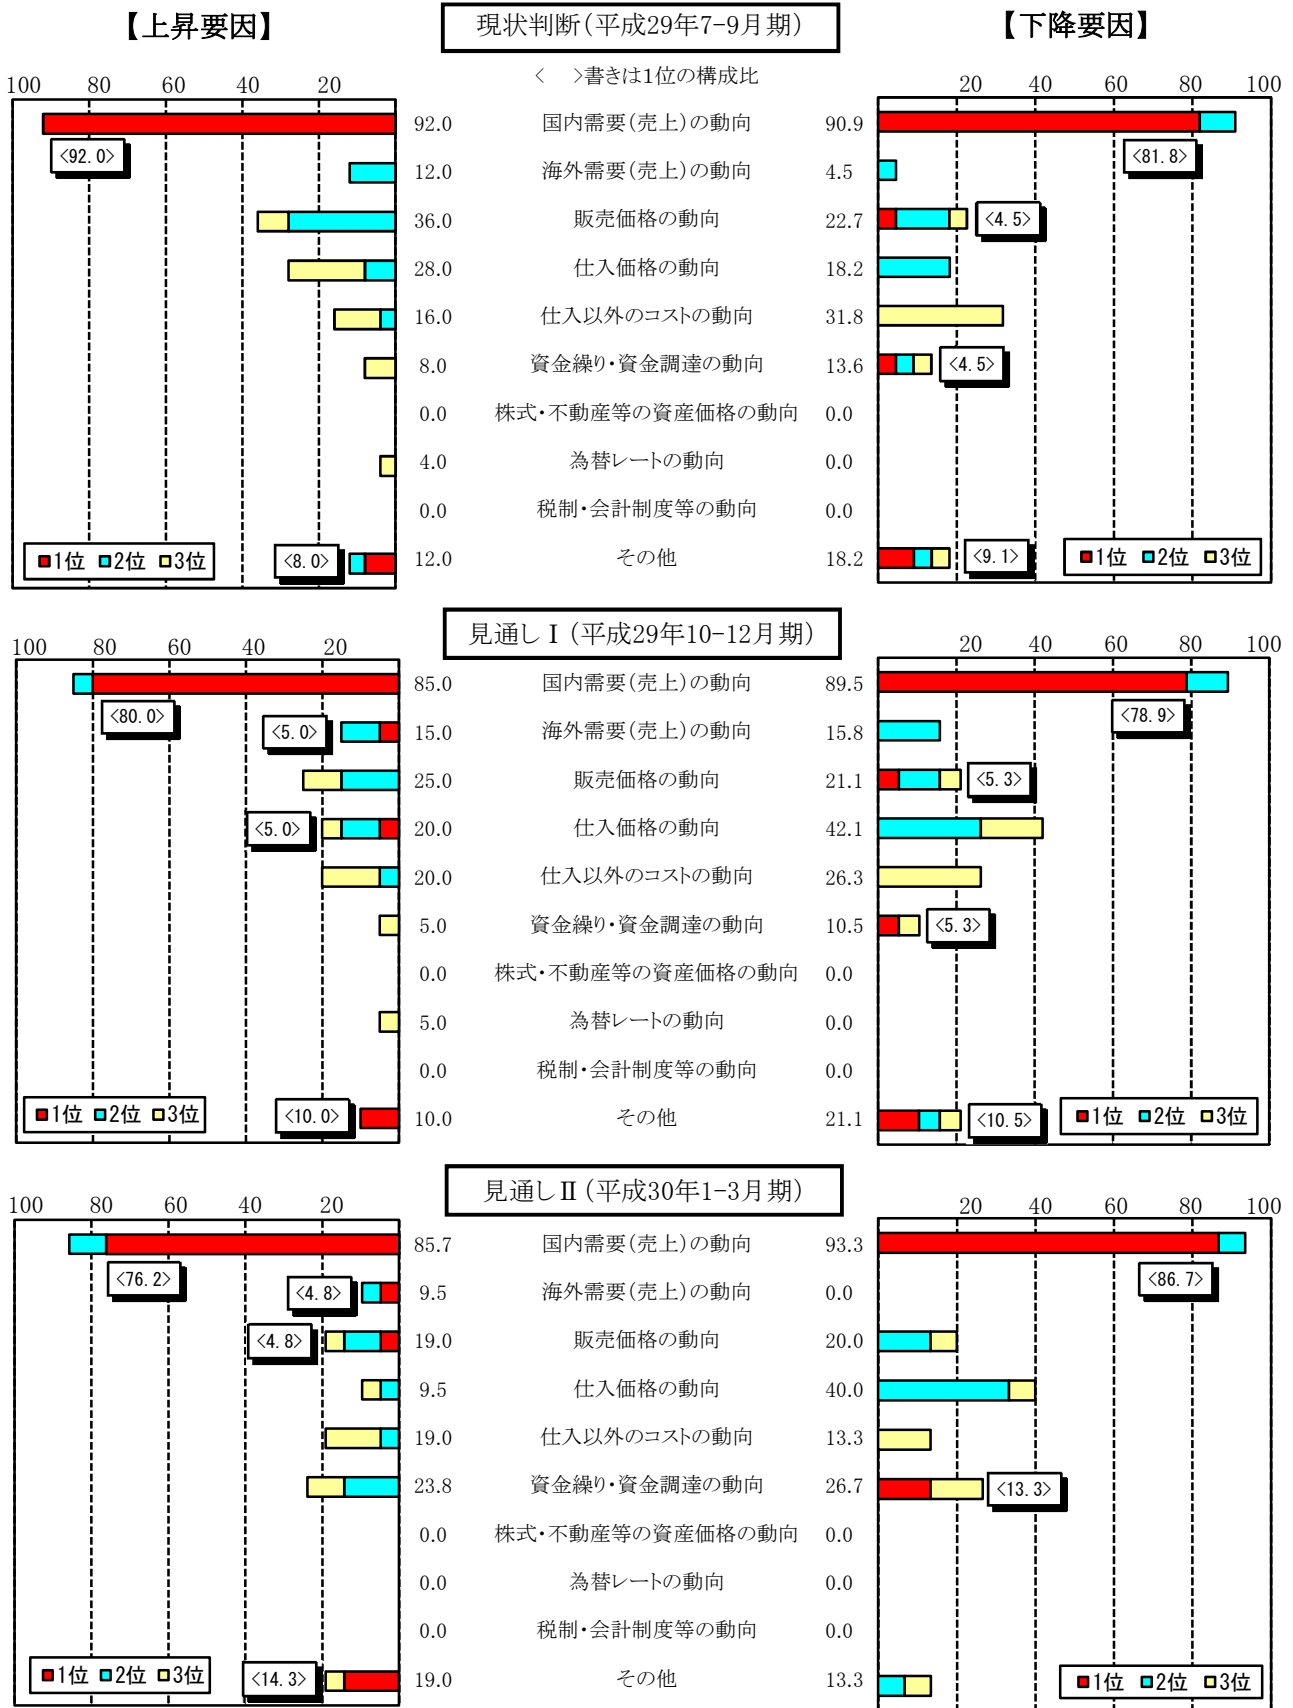 【上昇要因】 現状判断(平成29年7-9月期) 【下降要因】
< >書きは1位の構成比
100 80 60 40 20 20 40 60 80 100
92.0 国内需要(売上)の動向 90.9
<92.0> <81.8>
12.0 海外需要(売上)の動向 4.5
36.0 販売価格の動向 22.7 <4.5>
28.0 仕入価格の動向 18.2
16.0 仕入以外のコストの動向 31.8
8.0 資金繰り・資金調達の動向 13.6 <4.5>
0.0 株式・不動産等の資産価格の動向 0.0
4.0 為替レートの動向 0.0
0.0 税制・会計制度等の動向 0.0
■1位 ■2位 □3位 <8.0> 12.0 その他 18.2 <9.1> ■1位 ■2位 □3位
見通しⅠ(平成29年10-12月期)
100 80 60 40 20 20 40 60 80 100
85.0 国内需要(売上)の動向 89.5
<80.0> <78.9>
<5.0> 15.0 海外需要(売上)の動向 15.8
25.0 販売価格の動向 21.1 <5.3>
<5.0> 20.0 仕入価格の動向 42.1
20.0 仕入以外のコストの動向 26.3
5.0 資金繰り・資金調達の動向 10.5 <5.3>
0.0 株式・不動産等の資産価格の動向 0.0
5.0 為替レートの動向 0.0
0.0 税制・会計制度等の動向 0.0
■1位 ■2位 □3位 <10.0> 10.0 その他 21.1 <10.5> ■1位 ■2位 □3位
見通しⅡ(平成30年1-3月期)
100 80 60 40 20 20 40 60 80 100
85.7 国内需要(売上)の動向 93.3
<76.2> <86.7>
<4.8> 9.5 海外需要(売上)の動向 0.0
<4.8> 19.0 販売価格の動向 20.0
9.5 仕入価格の動向 40.0
19.0 仕入以外のコストの動向 13.3
23.8 資金繰り・資金調達の動向 26.7 <13.3>
0.0 株式・不動産等の資産価格の動向 0.0
0.0 為替レートの動向 0.0
0.0 税制・会計制度等の動向 0.0
■1位 ■2位 □3位 <14.3> 19.0 その他 13.3 ■1位 ■2位 □3位